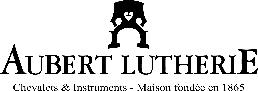 AUBERT LUTHERIE
Chevalets & Instruments - Maison fondée en 1865